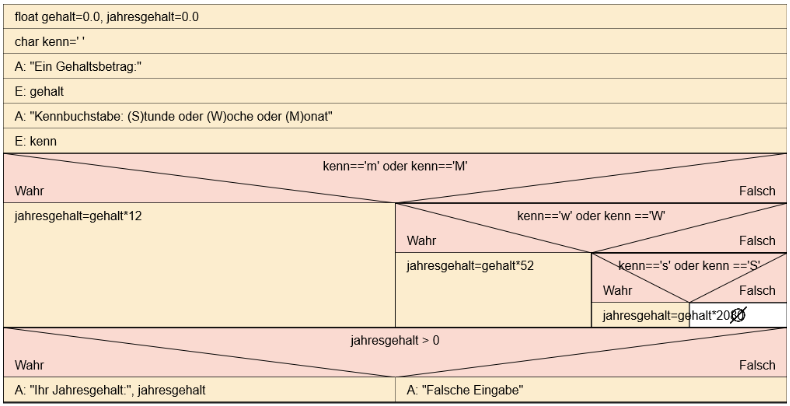 float gehalt=0.0, jahresgehalt=0.0
char kenn=' '
A: "Ein Gehaltsbetrag:"
E: gehalt
A: "Kennbuchstabe: (S)tunde oder (W)oche oder (M)onat"
E: kenn
kenn=='m' oder kenn=='M'
Wahr Falsch
jahresgehalt=gehalt*12
kenn=='w' oder kenn =='W'
Wahr Falsch
jahresgehalt=gehalt*52
kenn=='s' oder kenn =='S'
Wahr Falsch
jahresgehalt=gehalt*2080
jahresgehalt > 0
Wahr Falsch
A: "Ihr Jahresgehalt:", jahresgehalt
A: "Falsche Eingabe"